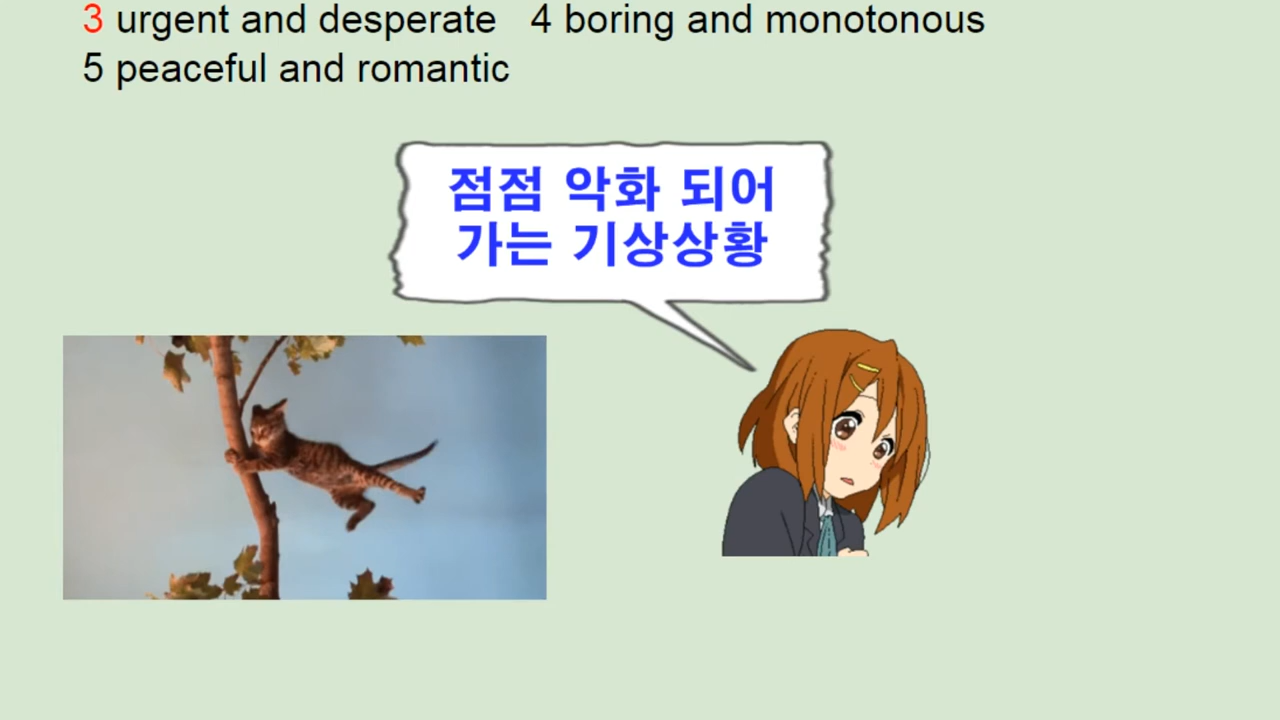 3 urgent and desperate 4 boring and monotonous
5 peaceful and romantic
점점 악화 되어
가는 기상상황